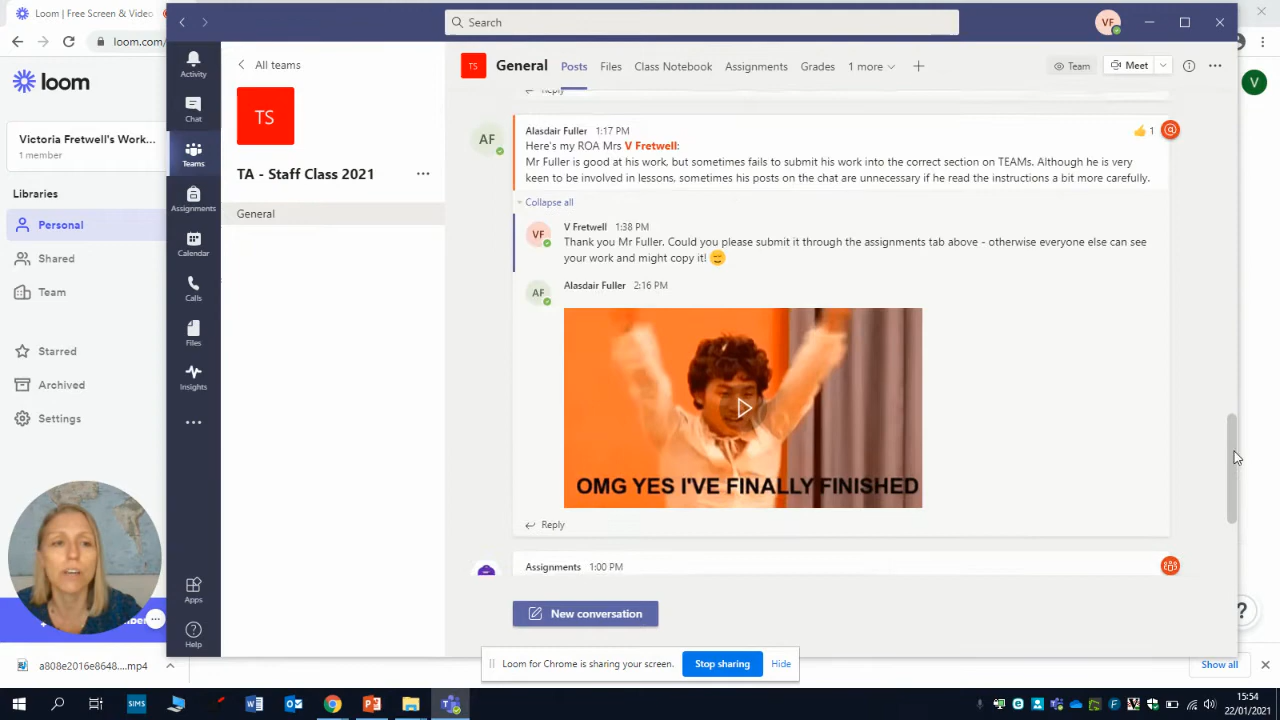 Loom | Free Screen & Video
Search
VF
loom.com/
loom
Victoria Fretwell's Work...
1 member
Libraries
Personal
Shared
Team
Starred
Archived
Settings
Activity
Chat
Teams
Assignments
Calendar
Calls
Files
Insights
Apps
Help
All teams
TS
TA - Staff Class 2021
General
TS General Posts Files Class Notebook Assignments Grades 1 more Team Meet
Reply
AF Alasdair Fuller 1:17 PM 1
Here's my ROA Mrs V Fretwell:
Mr Fuller is good at his work, but sometimes fails to submit his work into the correct section on TEAMs. Although he is very
keen to be involved in lessons, sometimes his posts on the chat are unnecessary if he read the instructions a bit more carefully.
Collapse all
VF V Fretwell 1:38 PM
Thank you Mr Fuller. Could you please submit it through the assignments tab above - otherwise everyone else can see
your work and might copy it!
AF Alasdair Fuller 2:16 PM
OMG YES I'VE FINALLY FINISHED
Reply
Assignments 1:00 PM
New conversation
V
Loom for Chrome is sharing your screen. Stop sharing Hide
a808e2016e8648....mp4
Show all
SIMS
15:54
22/01/2021